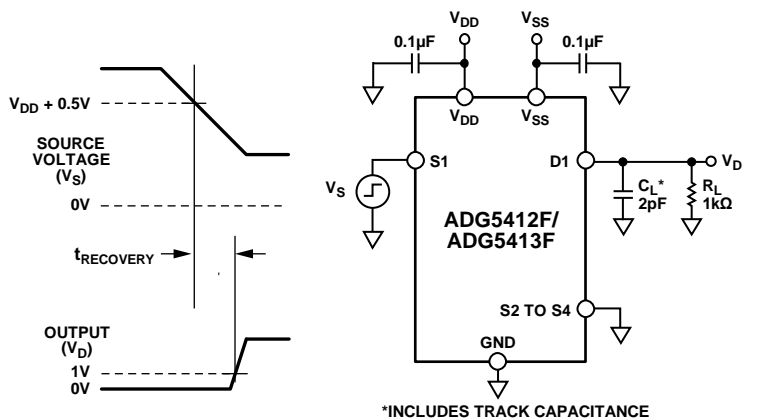 VDD + 0.5V
SOURCE
VOLTAGE
(VS)
0V
tRECOVERY
OUTPUT
(VD)
1V
0V
VDD
VSS
0.1µF
0.1µF
VDD
VSS
S1
D1
VD
VS
CL*
2pF
RL
1kΩ
ADG5412F/
ADG5413F
S2 TO S4
GND
*INCLUDES TRACK CAPACITANCE